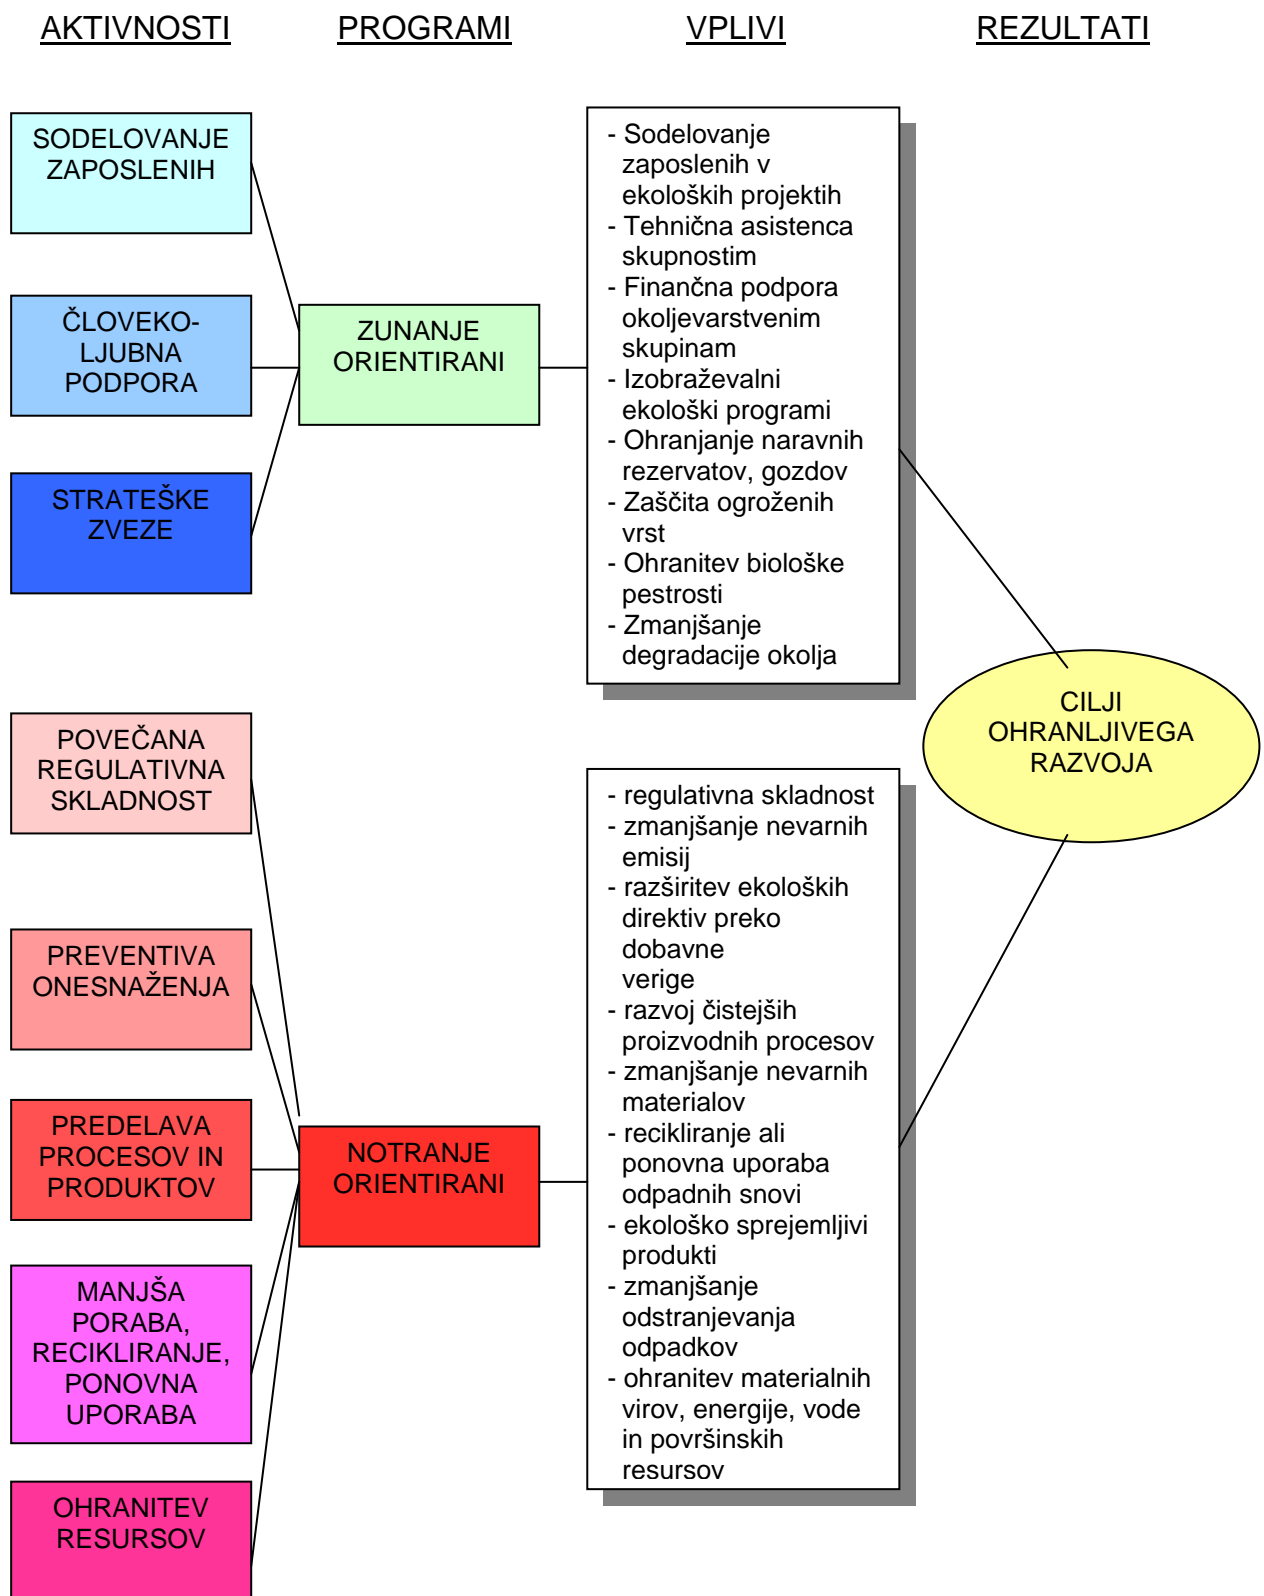 AKTIVNOSTI PROGRAMI VPLIVI REZULTATI
SODELOVANJE
ZAPOSLENIH
ČLOVEKO-
LJUBNA
PODPORA
STRATEŠKE
ZVEZE
ZUNANJE
ORIENTIRANI
- Sodelovanje
zaposlenih v
ekoloških projektih
- Tehnična asistenca
skupnostim
- Finančna podpora
okoljevarstvenim
skupinam
- Izobraževalni
ekološki programi
- Ohranjanje naravnih
rezervatov, gozdov
- Zaščita ogroženih
vrst
- Ohranitev biološke
pestrosti
- Zmanjšanje
degradacije okolja
CILJI
OHRANLJIVEGA
RAZVOJA
POVEČANA
REGULATIVNA
SKLADNOST
PREVENTIVA
ONESNAŽENJA
PREDELAVA
PROCESOV IN
PRODUKTOV
MANJŠA
PORABA,
RECIKLIRANJE,
PONOVNA
UPORABA
OHRANITEV
RESURSOV
NOTRANJE
ORIENTIRANI
- regulativna skladnost
- zmanjšanje nevarnih
emisij
- razširitev ekoloških
direktiv preko
dobavne
verige
- razvoj čistejših
proizvodnih procesov
- zmanjšanje nevarnih
materialov
- recikliranje ali
ponovna uporaba
odpadnih snovi
- ekološko sprejemljivi
produkti
- zmanjšanje
odstranjevanja
odpadkov
- ohranitev materialnih
virov, energije, vode
in površinskih
resursov